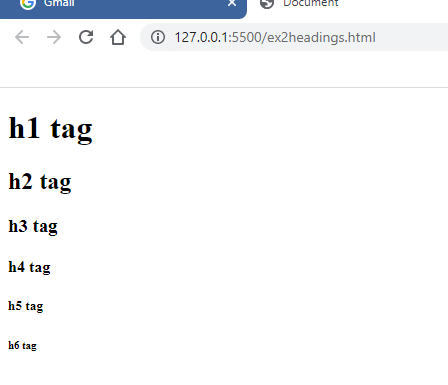 Gmail
Document
127.0.0.1:5500/ex2headings.html
h1 tag
h2 tag
h3 tag
h4 tag
h5 tag
h6 tag